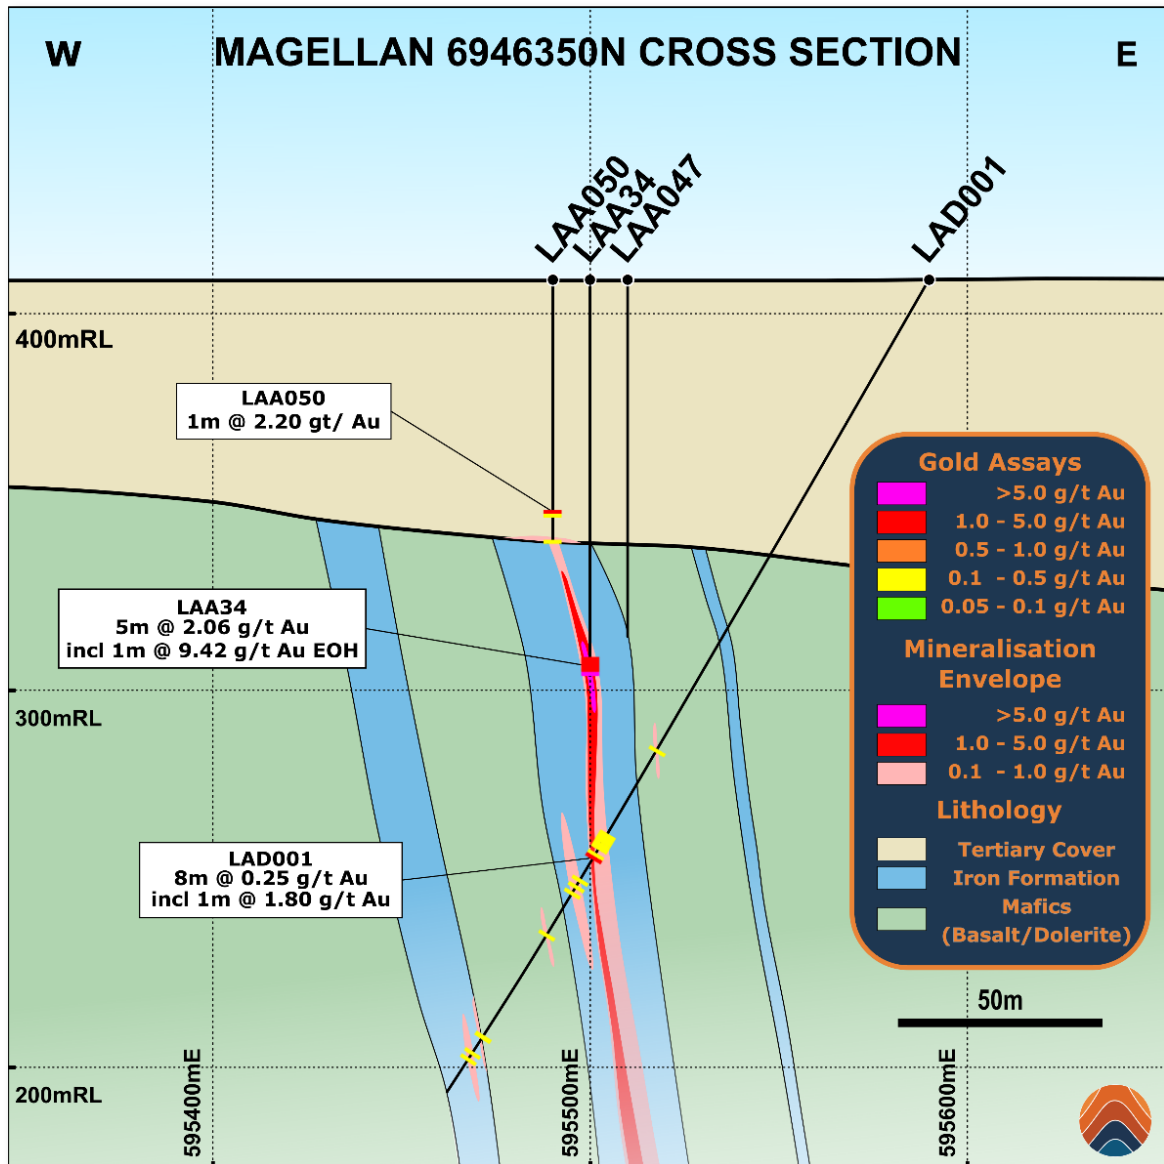 W
MAGELLAN 6946350N CROSS SECTION
E
LAA050
LAA34
LAA047
LAD001
400mRL
LAA050
1m @ 2.20 gt/ Au
LAA34
5m @ 2.06 g/t Au
incl 1m @ 9.42 g/t Au EOH
300mRL
LAD001
8m @ 0.25 g/t Au
incl 1m @ 1.80 g/t Au
Gold Assays
>5.0 g/t Au
1.0 - 5.0 g/t Au
0.5 - 1.0 g/t Au
0.1 - 0.5 g/t Au
0.05 - 0.1 g/t Au
Mineralisation
Envelope
>5.0 g/t Au
1.0 - 5.0 g/t Au
0.1 - 1.0 g/t Au
Lithology
Tertiary Cover
Iron Formation
Mafics
(Basalt/Dolerite)
50m
200mRL
595400mE
595500mE
595600mE